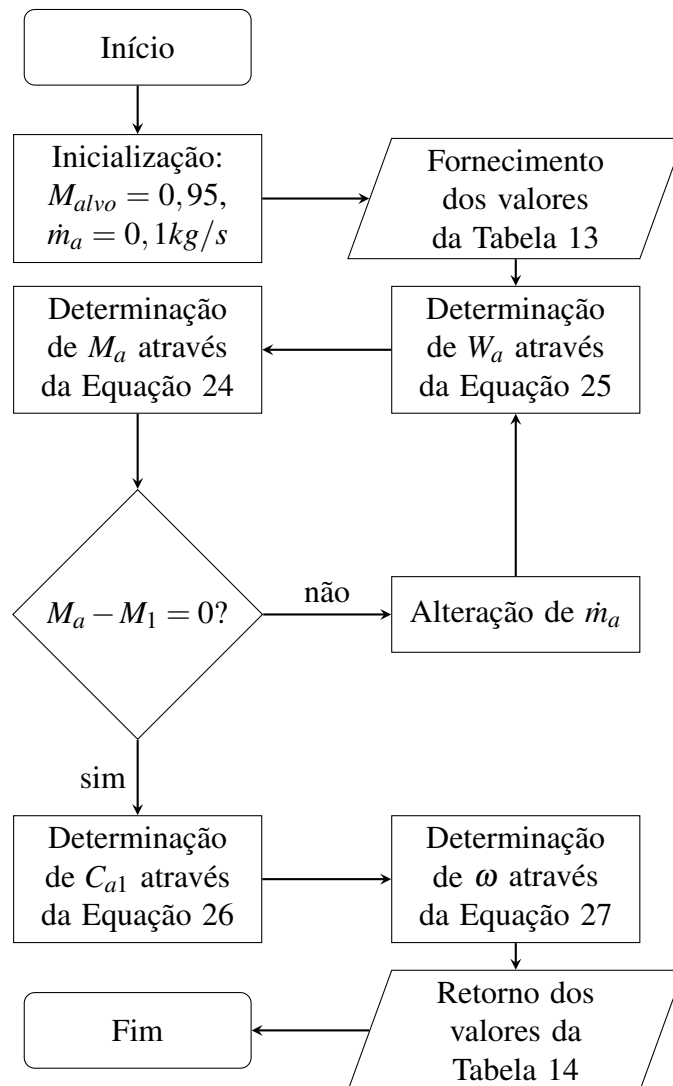 Início
Inicialização:
M_alvo = 0,95,
ṁ_a = 0,1kg/s
Fornecimento
dos valores
da Tabela 13
Determinação
de W_a através
da Equação 25
Determinação
de M_a através
da Equação 24
M_a − M_1 = 0?
não
Alteração de ṁ_a
sim
Determinação
de C_a1 através
da Equação 26
Determinação
de ω através
da Equação 27
Retorno dos
valores da
Tabela 14
Fim